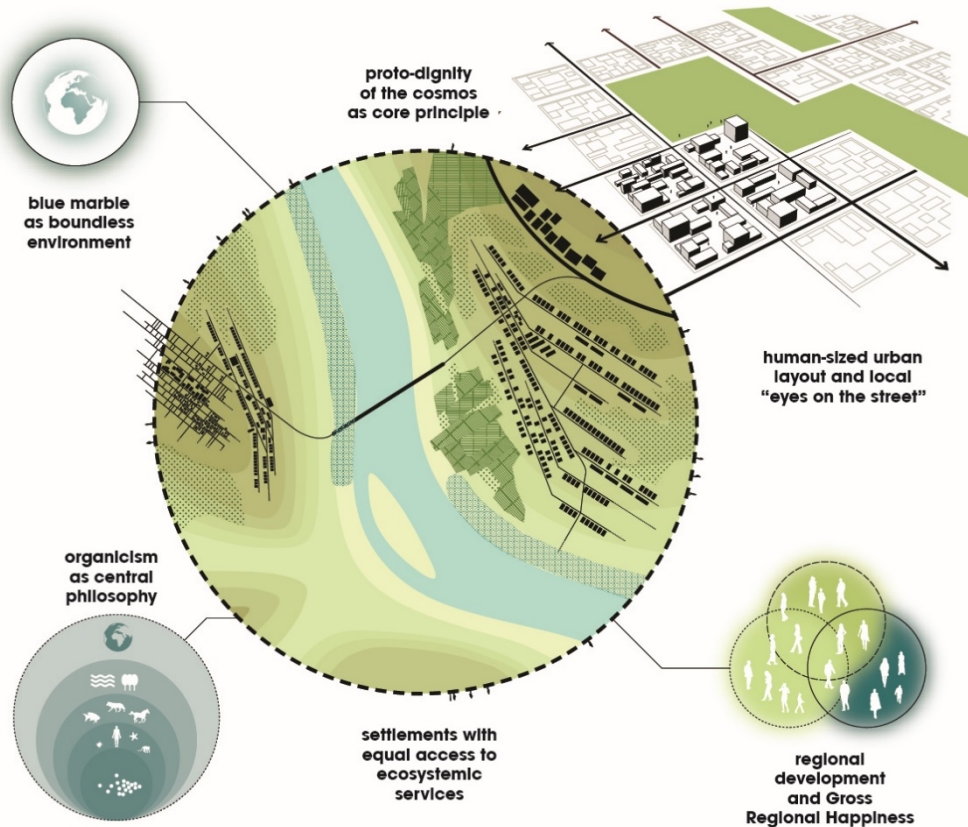 proto-dignity
of the cosmos
as core principle
blue marble
as boundless
environment
human-sized urban
layout and local
“eyes on the street”
organicism
as central
philosophy
settlements with
equal access to
ecosystemic
services
regional
development
and Gross
Regional Happiness